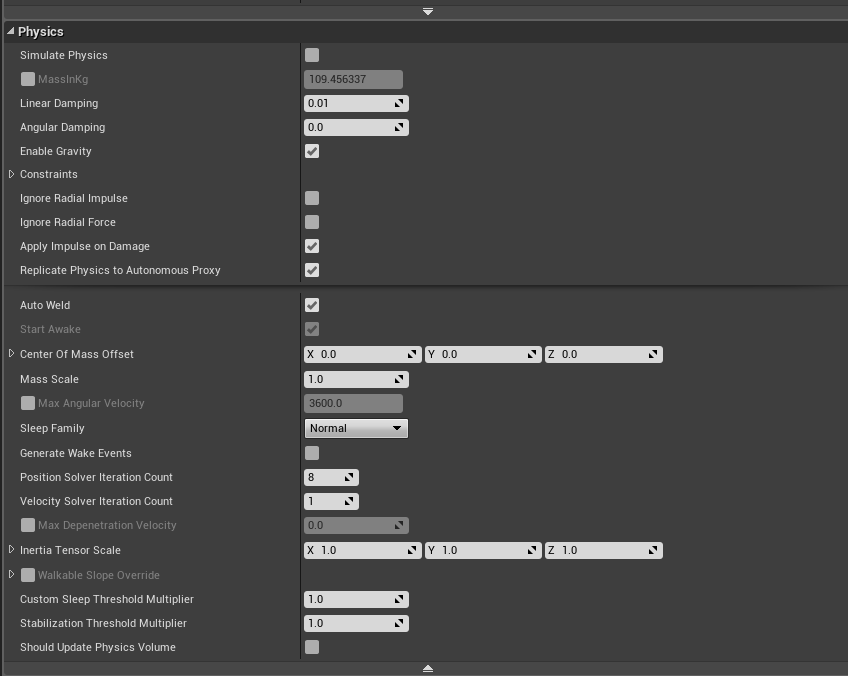 Physics
Simulate Physics
MassInKg 109.456337
Linear Damping 0.01
Angular Damping 0.0
Enable Gravity
Constraints
Ignore Radial Impulse
Ignore Radial Force
Apply Impulse on Damage
Replicate Physics to Autonomous Proxy
Auto Weld
Start Awake
Center Of Mass Offset X 0.0 Y 0.0 Z 0.0
Mass Scale 1.0
Max Angular Velocity 3600.0
Sleep Family Normal
Generate Wake Events
Position Solver Iteration Count 8
Velocity Solver Iteration Count 1
Max Depenetration Velocity 0.0
Inertia Tensor Scale X 1.0 Y 1.0 Z 1.0
Walkable Slope Override
Custom Sleep Threshold Multiplier 1.0
Stabilization Threshold Multiplier 1.0
Should Update Physics Volume